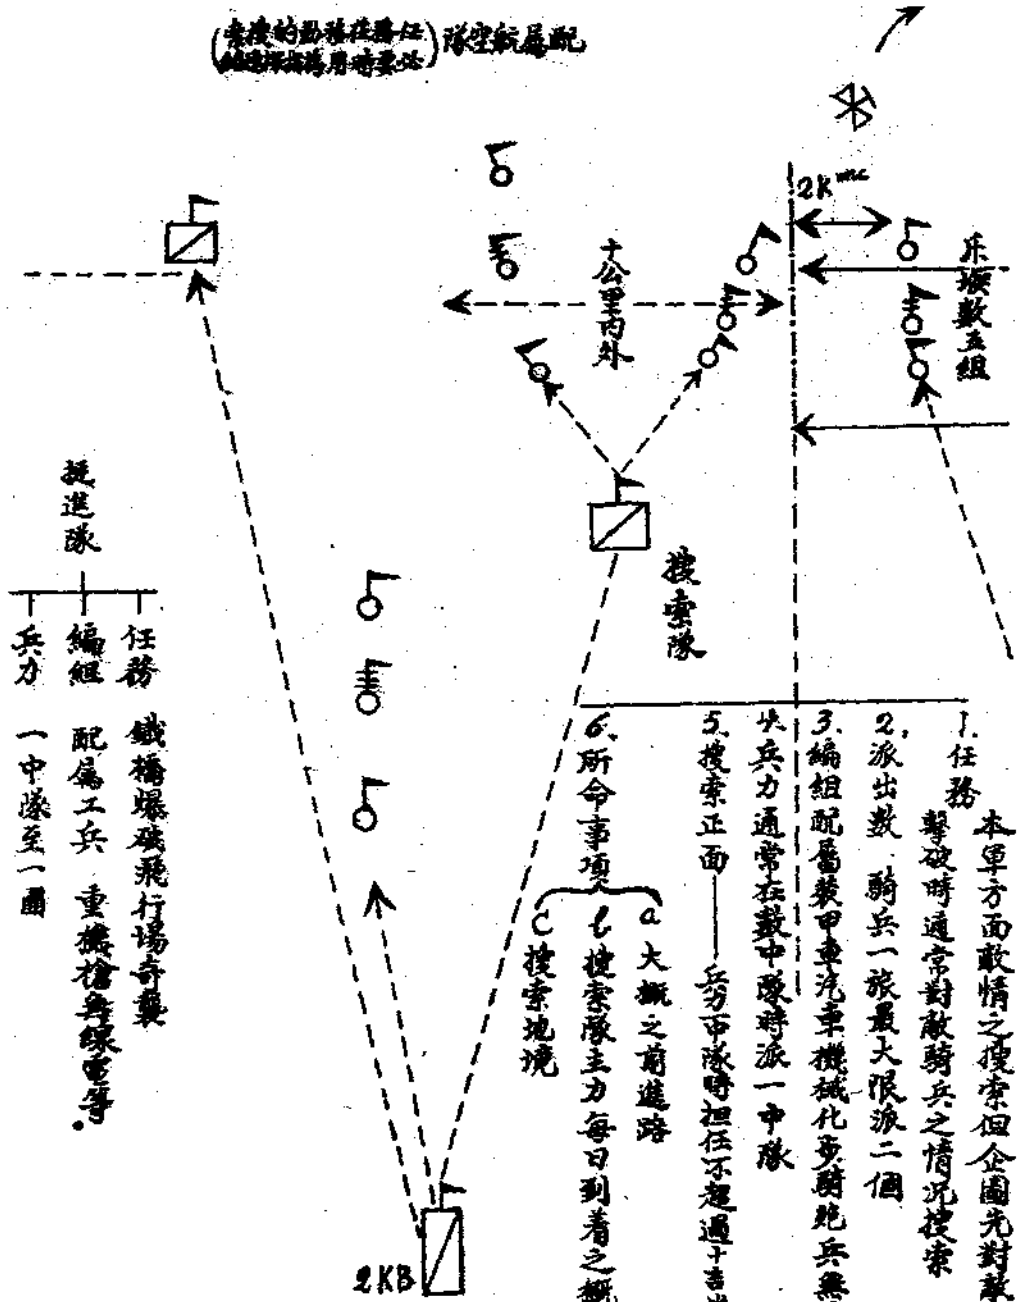 配屬航空隊
2K
斥堠數五組
十公里內外
搜索隊
挺進隊
任務 鐵橋爆破飛行場奇襲
編組 配屬工兵 重機槍無線電等
兵力 一中隊至一團
2KB
1. 任務
本軍方面敵情之搜索但企圖先對敵
擊破時通常對敵騎兵之情況搜索
2. 派出數 騎兵一旅最大限派二個
3. 編組配屬裝甲車汽車機械化步騎砲兵無
4. 兵力通常在數中隊時派一中隊
5. 搜索正面——兵力中隊時担任不超過十
6. 所命事項
a 大概之前進路
b 搜索隊主力每日到着之概
C 搜索地境